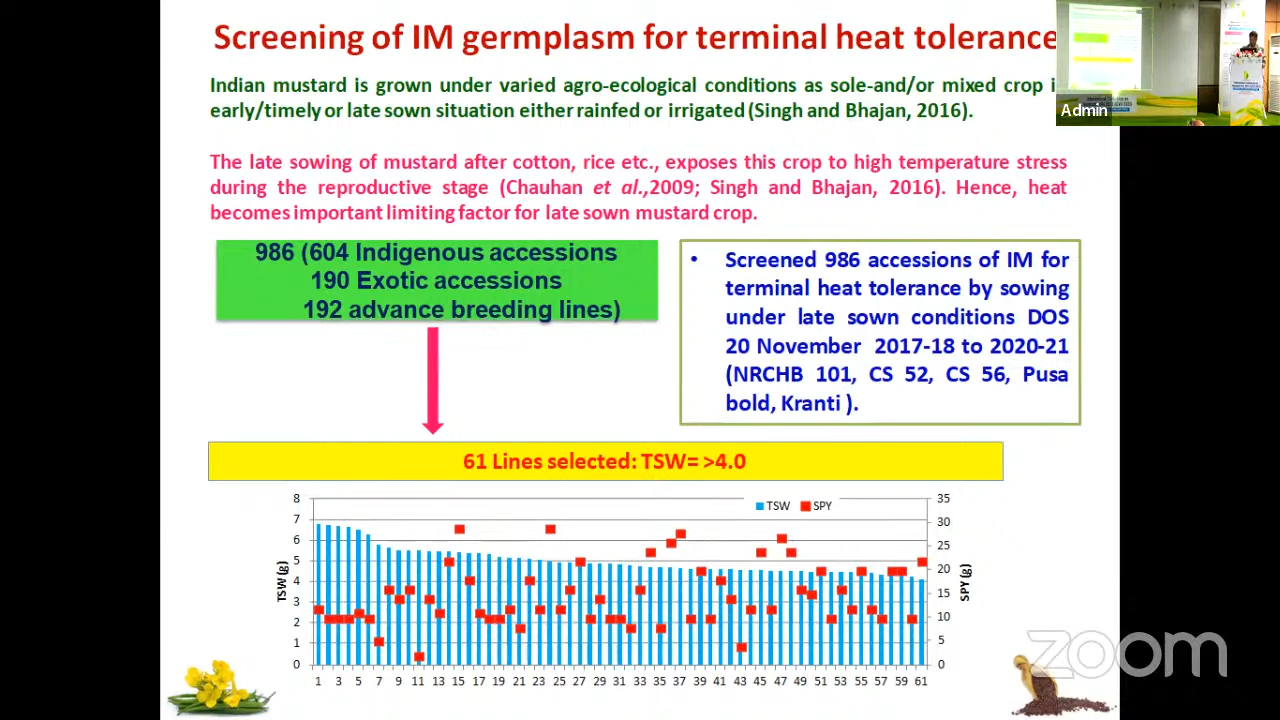 Screening of IM germplasm for terminal heat tolerance
Indian mustard is grown under varied agro-ecological conditions as sole-and/or mixed crop i
early/timely or late sown situation either rainfed or irrigated (Singh and Bhajan, 2016).
Admin
The late sowing of mustard after cotton, rice etc., exposes this crop to high temperature stress
during the reproductive stage (Chauhan et al.,2009; Singh and Bhajan, 2016). Hence, heat
becomes important limiting factor for late sown mustard crop.
986 (604 Indigenous accessions
190 Exotic accessions
192 advance breeding lines)
• Screened 986 accessions of IM for
terminal heat tolerance by sowing
under late sown conditions DOS
20 November 2017-18 to 2020-21
(NRCHB 101, CS 52, CS 56, Pusa
bold, Kranti ).
61 Lines selected: TSW= >4.0
TSW SPY
8
7
6
5
4
3
2
1
0
TSW (g)
35
30
25
20
15
10
5
0
SPY (g)
1 3 5 7 9 11 13 15 17 19 21 23 25 27 29 31 33 35 37 39 41 43 45 47 49 51 53 55 57 59 61
zoom